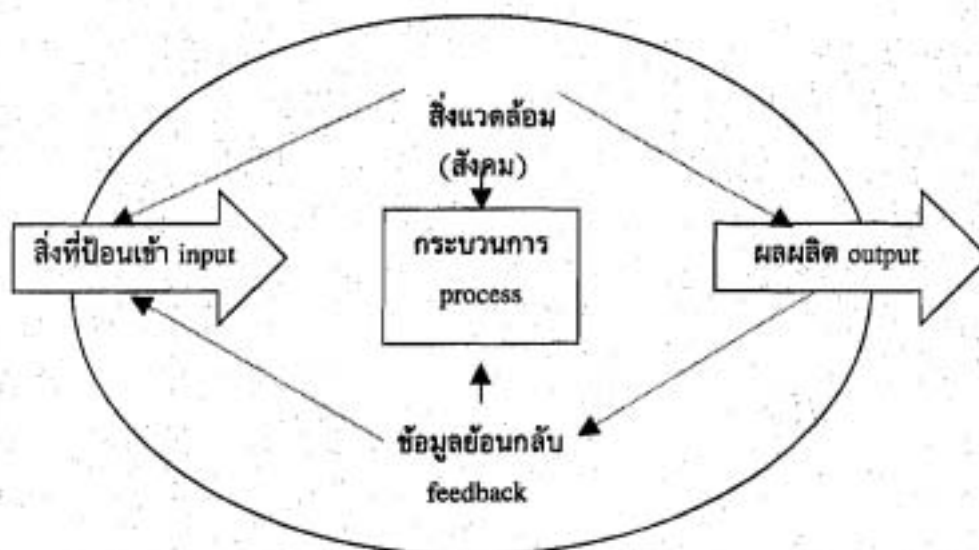 สิ่งแวดล้อม
(สังคม)
สิ่งที่ป้อนเข้า input
กระบวนการ
process
ผลผลิต output
ข้อมูลย้อนกลับ
feedback